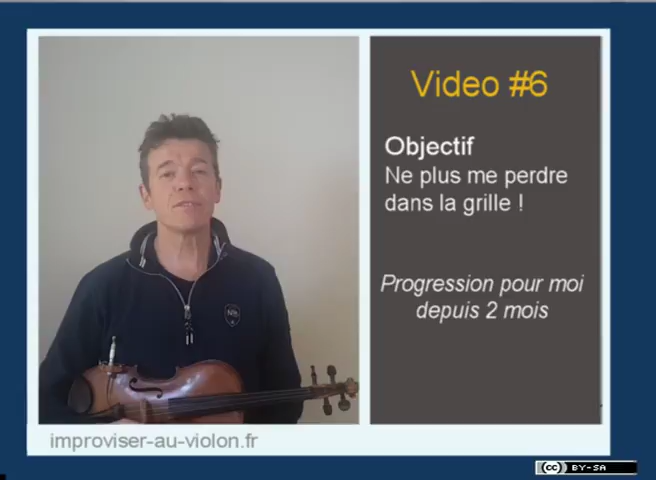 Video #6
Objectif
Ne plus me perdre
dans la grille !
Progression pour moi
depuis 2 mois
improviser-au-violon.fr
cc BY-SA